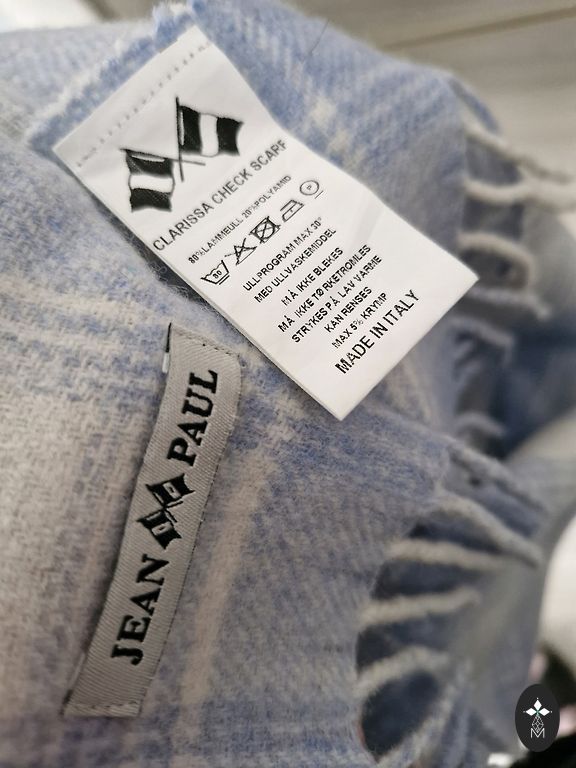 CLARISSA CHECK SCARF
80%LAMMEULL 20%POLYAMID
30
P
ULLPROGRAM MAX 30°
MED ULLVASKEMIDDEL
MÅ IKKE BLEKES
MÅ IKKE TØRKETROMLES
STRYKES PÅ LAV VARME
KAN RENSES
MAX 5% KRYMP
MADE IN ITALY
JEAN PAUL
M